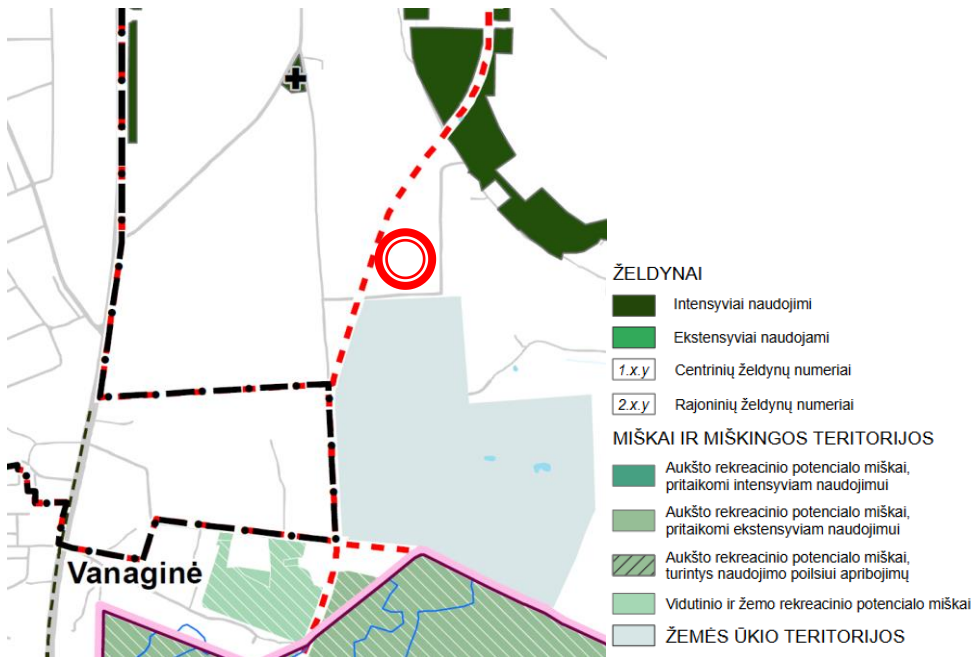 Vanaginė
ŽELDYNAI
Intensyviai naudojimi
Ekstensyviai naudojami
1.x.y Centrinių želdynų numeriai
2.x.y Rajoninių želdynų numeriai
MIŠKAI IR MIŠKINGOS TERITORIJOS
Aukšto rekreacinio potencialo miškai,
pritaikomi intensyviam naudojimui
Aukšto rekreacinio potencialo miškai,
pritaikomi ekstensyviam naudojimui
Aukšto rekreacinio potencialo miškai,
turintys naudojimo poilsiui apribojimų
Vidutinio ir žemo rekreacinio potencialo miškai
ŽEMĖS ŪKIO TERITORIJOS